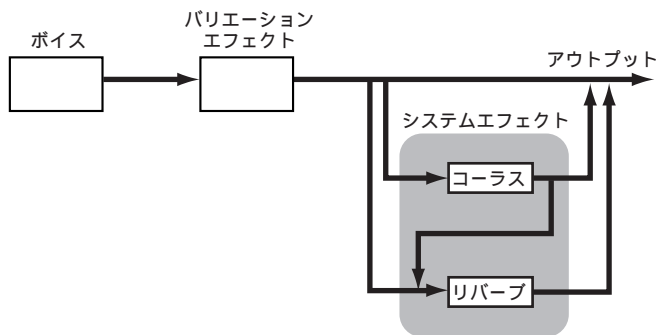 ボイス
バリエーション
エフェクト
アウトプット
システムエフェクト
コーラス
リバーブ